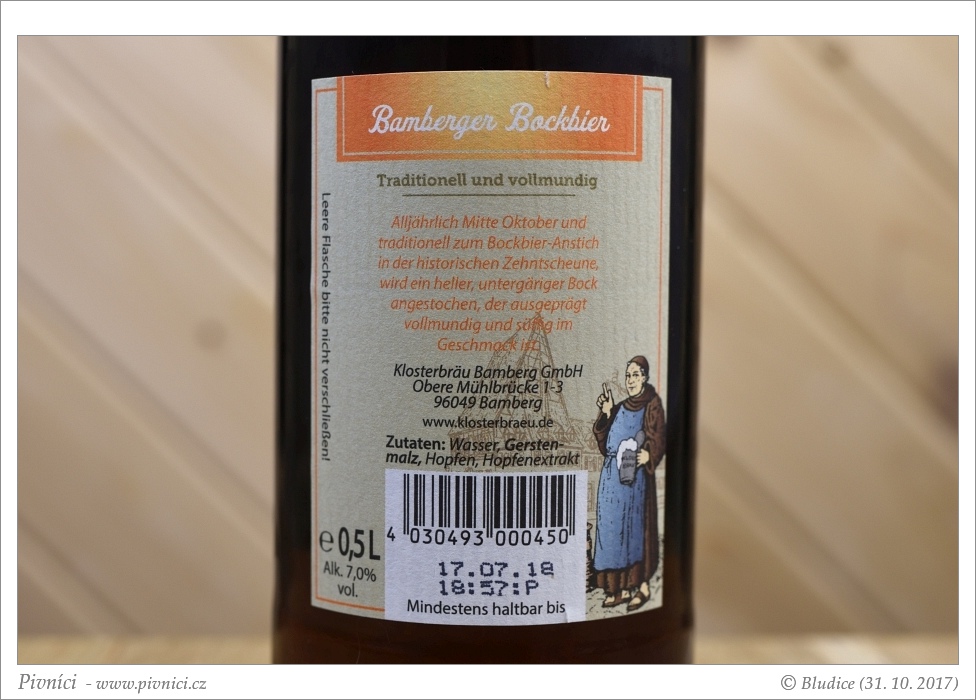 Bamberger Bockbier
Traditionell und vollmundig
Alljährlich Mitte Oktober und
traditionell zum Bockbier-Anstich
in der historischen Zehntscheune,
wird ein heller, untergäriger Bock
angestochen, der ausgeprägt
vollmundig und süffig im
Geschmack ist.
Klosterbräu Bamberg GmbH
Obere Mühlbrücke 1-3
96049 Bamberg
www.klosterbraeu.de
Zutaten: Wasser, Gersten-
malz, Hopfen, Hopfenextrakt
Leere Flasche bitte nicht verschließen!
e 0,5L
Alk. 7,0%
vol.
4 030493 000450
17.07.18
18:57:P
Mindestens haltbar bis
Pivníci - www.pivnici.cz
© Bludice (31. 10. 2017)